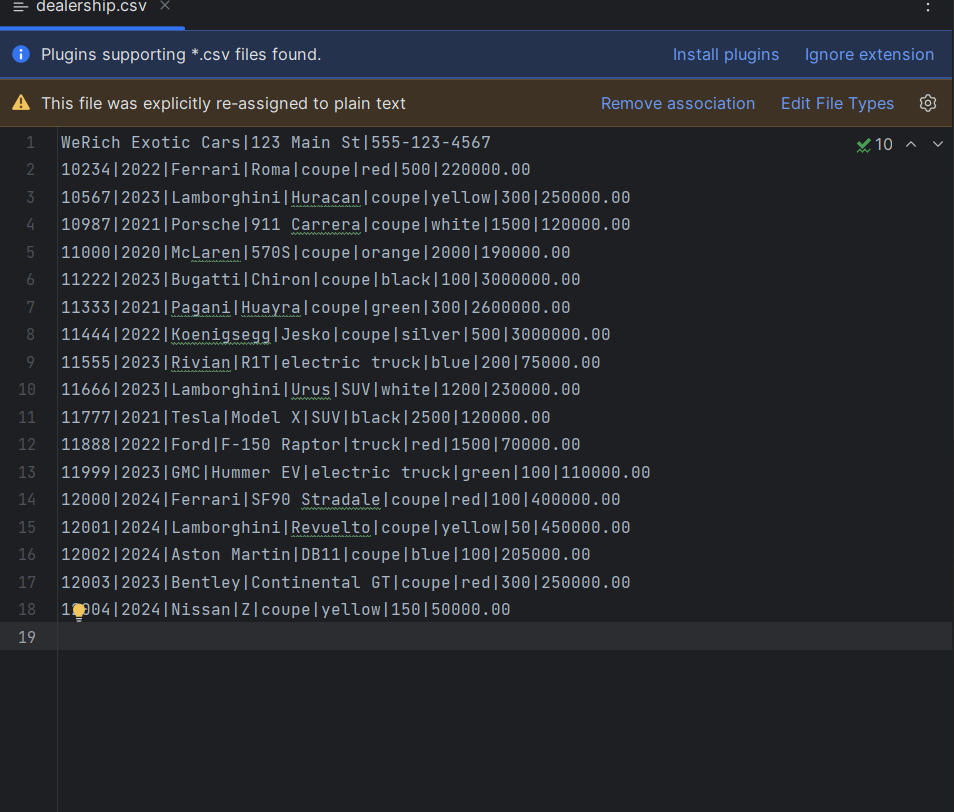 dealership.csv
Plugins supporting *.csv files found. Install plugins Ignore extension
This file was explicitly re-assigned to plain text Remove association Edit File Types
10
1 WeRich Exotic Cars|123 Main St|555-123-4567
2 10234|2022|Ferrari|Roma|coupe|red|500|220000.00
3 10567|2023|Lamborghini|Huracan|coupe|yellow|300|250000.00
4 10987|2021|Porsche|911 Carrera|coupe|white|1500|120000.00
5 11000|2020|McLaren|570S|coupe|orange|2000|190000.00
6 11222|2023|Bugatti|Chiron|coupe|black|100|3000000.00
7 11333|2021|Pagani|Huayra|coupe|green|300|2600000.00
8 11444|2022|Koenigsegg|Jesko|coupe|silver|500|3000000.00
9 11555|2023|Rivian|R1T|electric truck|blue|200|75000.00
10 11666|2023|Lamborghini|Urus|SUV|white|1200|230000.00
11 11777|2021|Tesla|Model X|SUV|black|2500|120000.00
12 11888|2022|Ford|F-150 Raptor|truck|red|1500|70000.00
13 11999|2023|GMC|Hummer EV|electric truck|green|100|110000.00
14 12000|2024|Ferrari|SF90 Stradale|coupe|red|100|400000.00
15 12001|2024|Lamborghini|Revuelto|coupe|yellow|50|450000.00
16 12002|2024|Aston Martin|DB11|coupe|blue|100|205000.00
17 12003|2023|Bentley|Continental GT|coupe|red|300|250000.00
18 12004|2024|Nissan|Z|coupe|yellow|150|50000.00
19